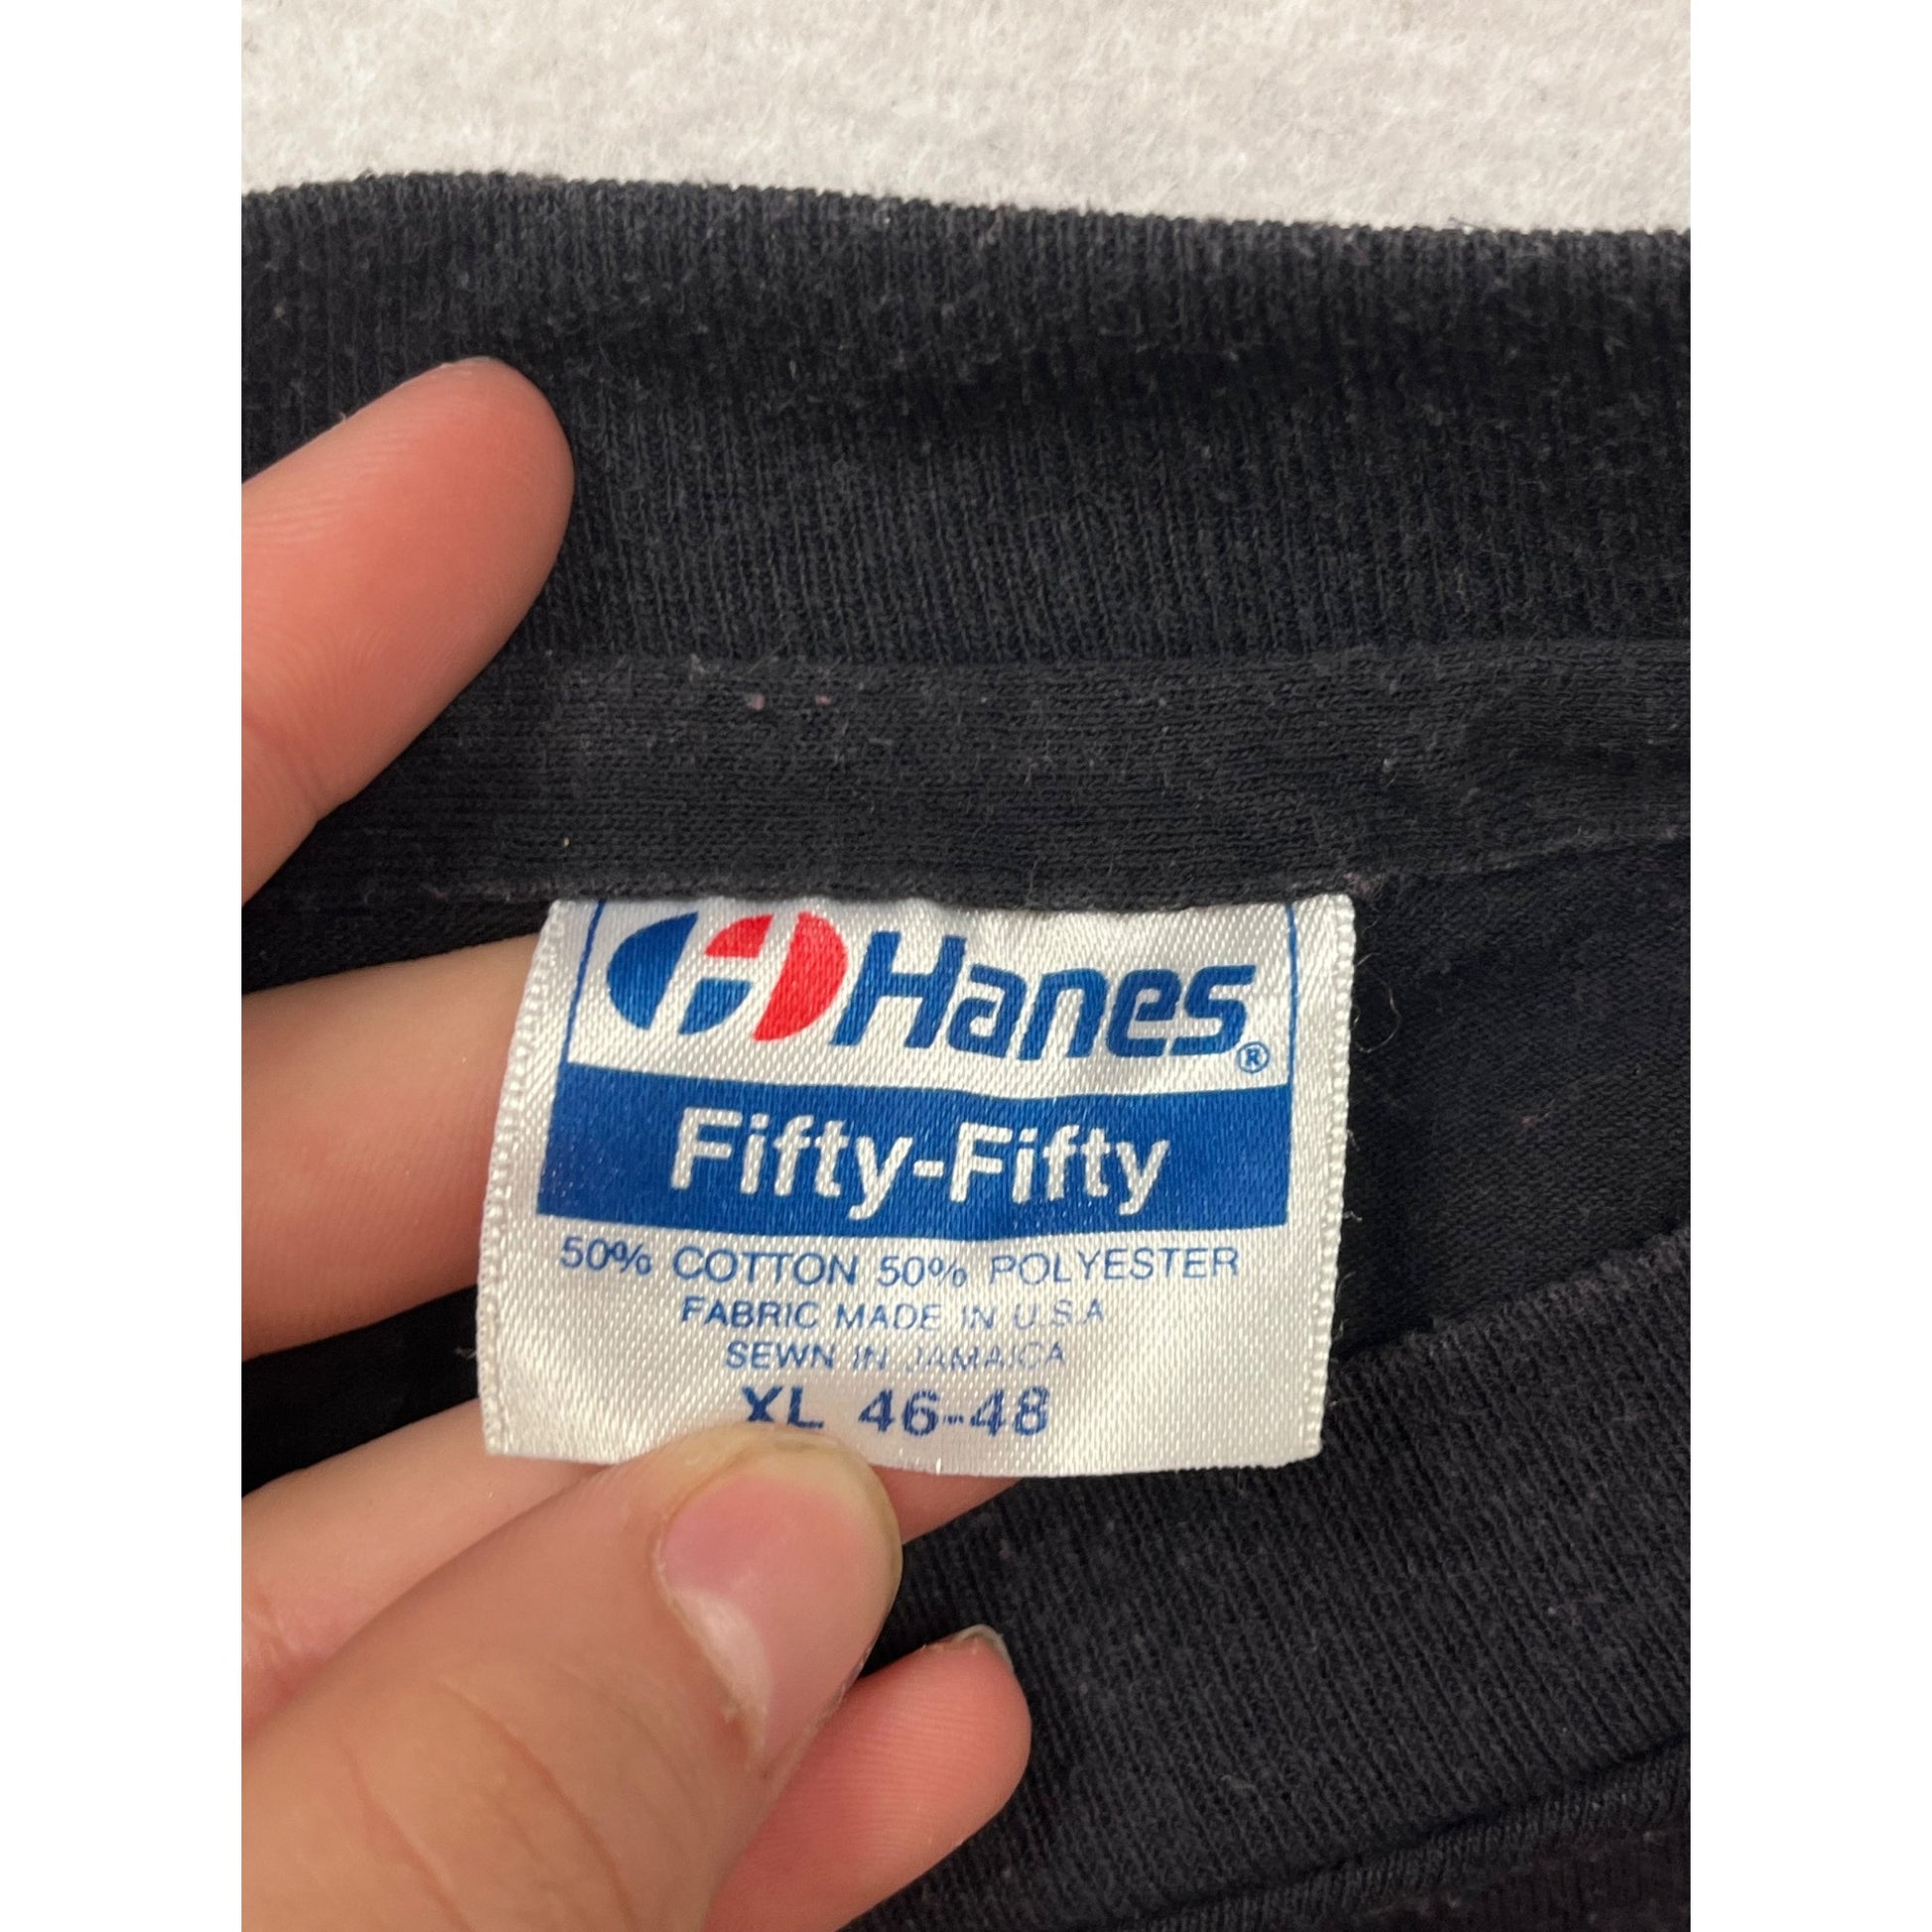 Hanes®
Fifty-Fifty
50% COTTON 50% POLYESTER
FABRIC MADE IN U.S.A
SEWN IN JAMAICA
XL 46-48